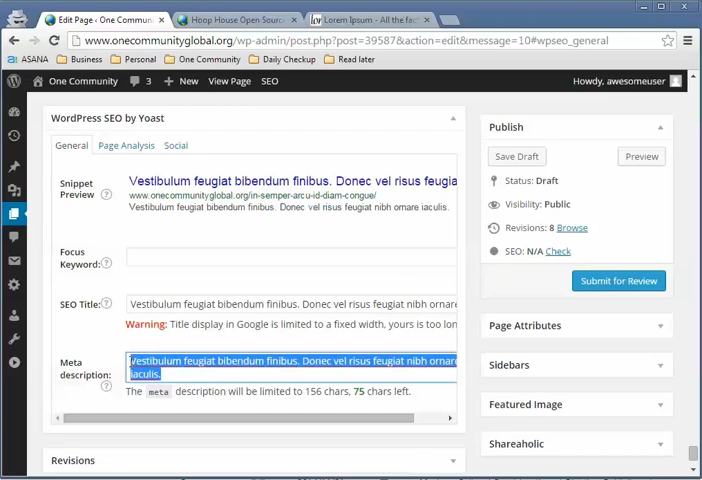 Edit Page ‹ One Commun
Hoop House Open Source
Lorem Ipsum - All the fac
www.onecommunityglobal.org/wp-admin/post.php?post=39587&action=edit&message=10#wpseo_general
ASANA Business Personal One Community Daily Checkup Read later
One Community 3 New View Page SEO Howdy, awesomeuser
WordPress SEO by Yoast
General Page Analysis Social
Snippet
Preview
Vestibulum feugiat bibendum finibus. Donec vel risus feugia
www.onecommunityglobal.org/in-semper-arcu-id-diam-congue/
Vestibulum feugiat bibendum finibus. Donec vel risus feugiat nibh ornare iaculis.
Focus
Keyword:
SEO Title:
Vestibulum feugiat bibendum finibus. Donec vel risus feugiat nibh ornar
Warning: Title display in Google is limited to a fixed width, yours is too lon
Meta
description:
Vestibulum feugiat bibendum finibus. Donec vel risus feugiat nibh ornare
iaculis.
The meta description will be limited to 156 chars, 75 chars left.
Revisions
Publish
Save Draft
Preview
Status: Draft
Visibility: Public
Revisions: 8 Browse
SEO: N/A Check
Submit for Review
Page Attributes
Sidebars
Featured Image
Shareaholic